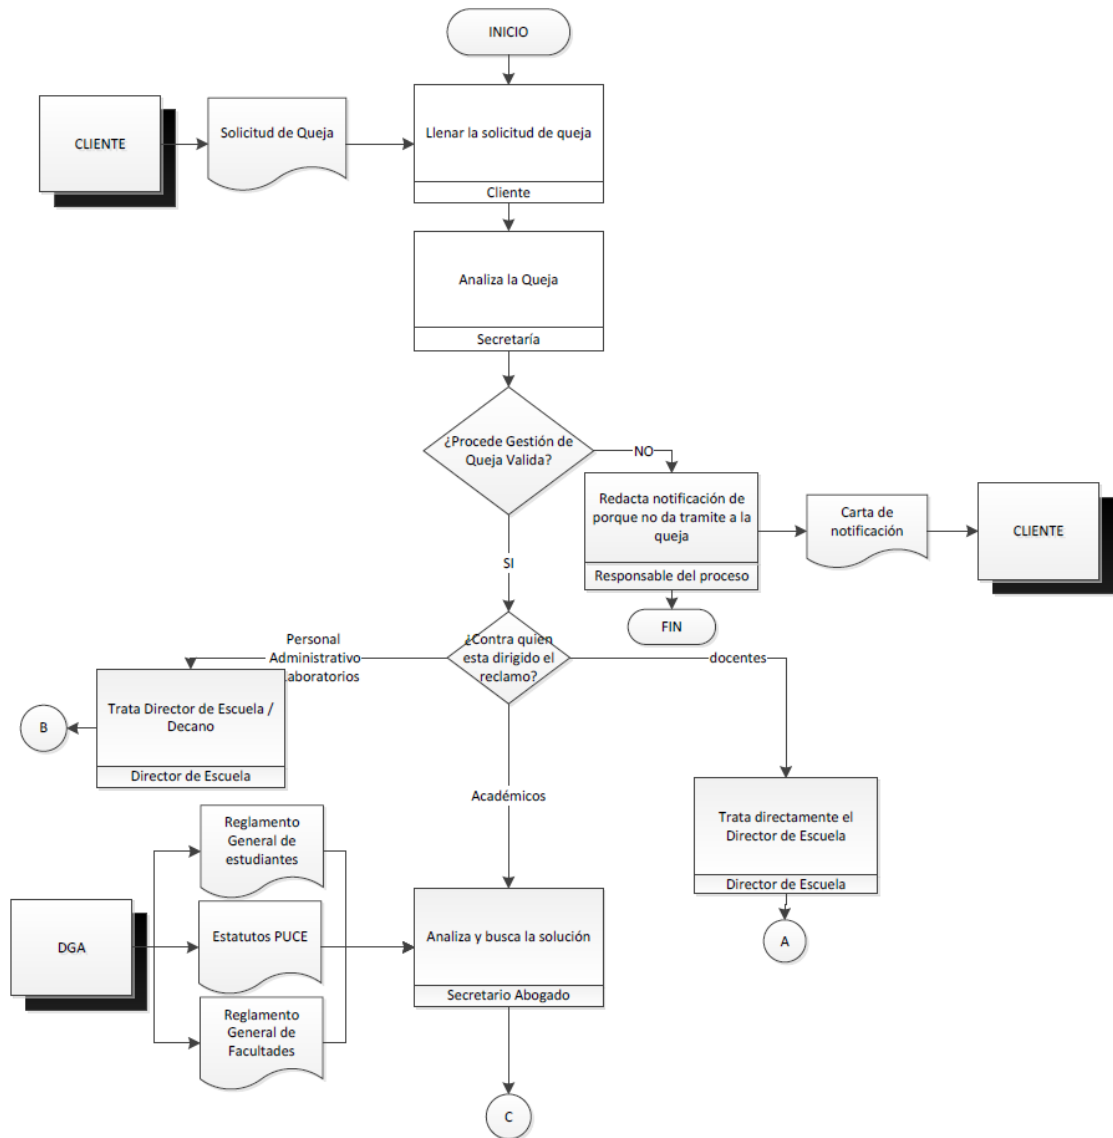 INICIO
CLIENTE
Solicitud de Queja
Llenar la solicitud de queja
Cliente
Analiza la Queja
Secretaría
¿Procede Gestión de
Queja Valida?
NO
Redacta notificación de
porque no da tramite a la
queja
Responsable del proceso
Carta de
notificación
CLIENTE
SI
FIN
¿Contra quien
esta dirigido el
reclamo?
Personal
Administrativo
Laboratorios
docentes
B
Trata Director de Escuela /
Decano
Director de Escuela
Académicos
Trata directamente el
Director de Escuela
Director de Escuela
A
Reglamento
General de
estudiantes
DGA
Estatutos PUCE
Analiza y busca la solución
Secretario Abogado
Reglamento
General de
Facultades
C